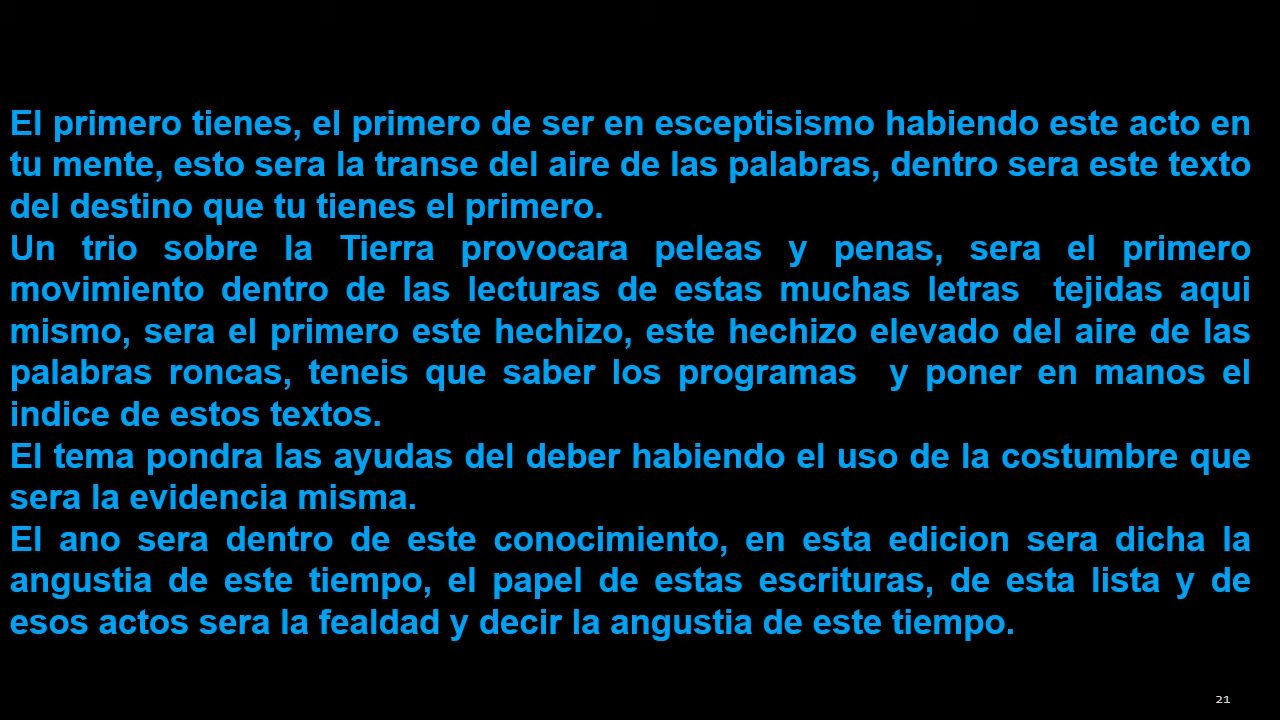 El primero tienes, el primero de ser en esceptisismo habiendo este acto en
tu mente, esto sera la transe del aire de las palabras, dentro sera este texto
del destino que tu tienes el primero.
Un trio sobre la Tierra provocara peleas y penas, sera el primero
movimiento dentro de las lecturas de estas muchas letras  tejidas aqui
mismo, sera el primero este hechizo, este hechizo elevado del aire de las
palabras roncas, teneis que saber los programas  y poner en manos el
indice de estos textos.
El tema pondra las ayudas del deber habiendo el uso de la costumbre que
sera la evidencia misma.
El ano sera dentro de este conocimiento, en esta edicion sera dicha la
angustia de este tiempo, el papel de estas escrituras, de esta lista y de
esos actos sera la fealdad y decir la angustia de este tiempo.
21